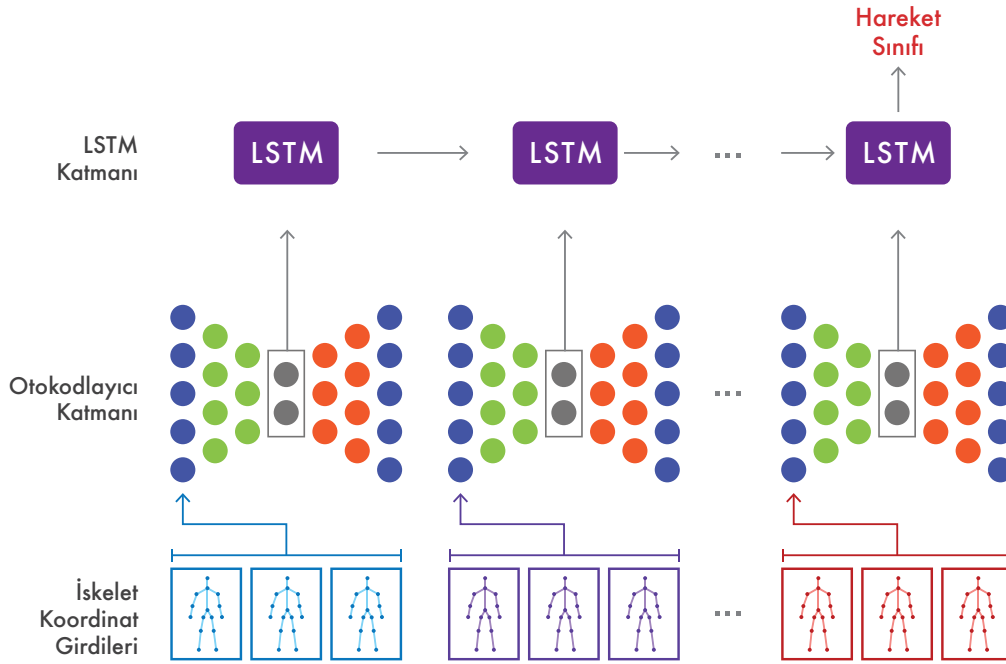 Hareket
Sınıfı
LSTM
Katmanı
LSTM
LSTM
...
LSTM
Otokodlayıcı
Katmanı
...
İskelet
Koordinat
Girdileri
...